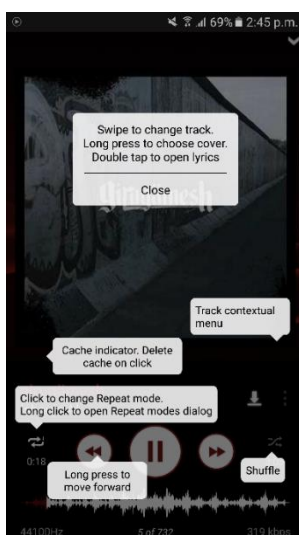 69% 2:45 p.m.
Swipe to change track.
Long press to choose cover.
Double tap to open lyrics
Close
Track contextual
menu
Cache indicator. Delete
cache on click
Click to change Repeat mode.
Long click to open Repeat modes dialog
0:18
Long press to
move forward
Shuffle
44100Hz 5 of 732 319 kbps